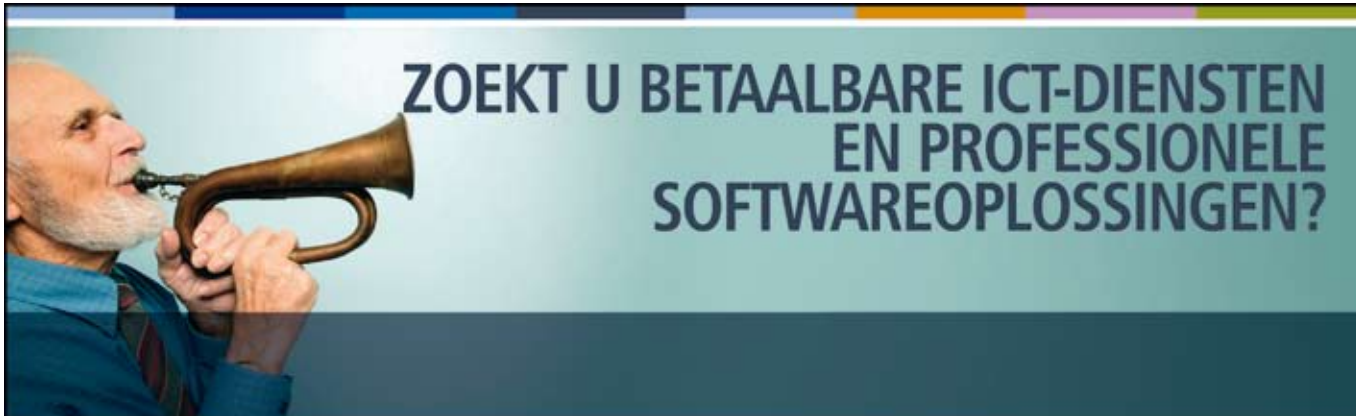 ZOEKT U BETAALBARE ICT-DIENSTEN
EN PROFESSIONELE
SOFTWAREOPLOSSINGEN?